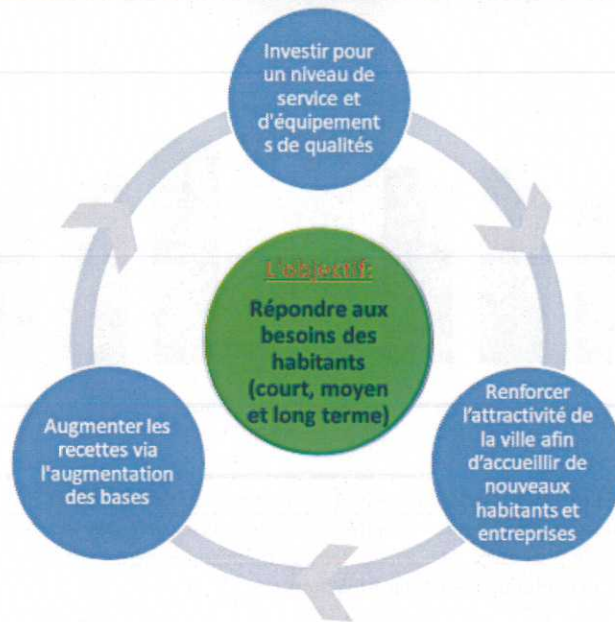 Investir pour
un niveau de
service et
d'équipement
s de qualités
L'objectif:
Répondre aux
besoins des
habitants
(court, moyen
et long terme)
Renforcer
l'attractivité de
la ville afin
d'accueillir de
nouveaux
habitants et
entreprises
Augmenter les
recettes via
l'augmentation
des bases